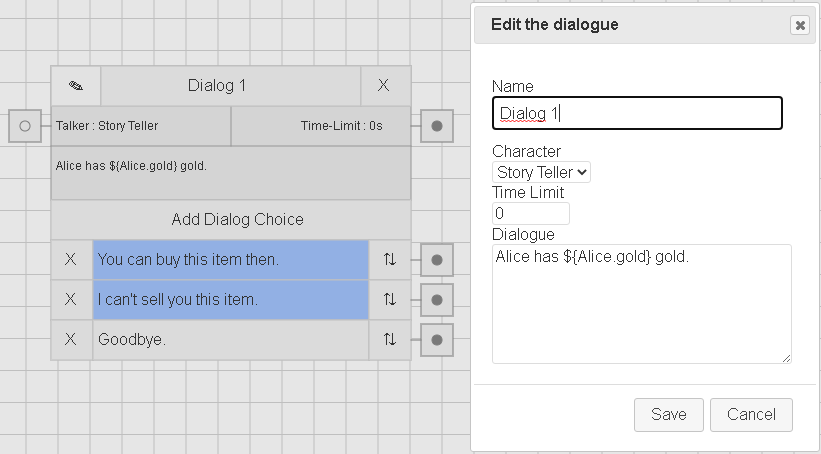 Dialog 1 X
Talker : Story Teller Time-Limit : 0s
Alice has ${Alice.gold} gold.
Add Dialog Choice
X You can buy this item then. ⇅
X I can't sell you this item. ⇅
X Goodbye. ⇅
Edit the dialogue ✖
Name
Dialog 1
Character
Story Teller
Time Limit
0
Dialogue
Alice has ${Alice.gold} gold.
Save Cancel